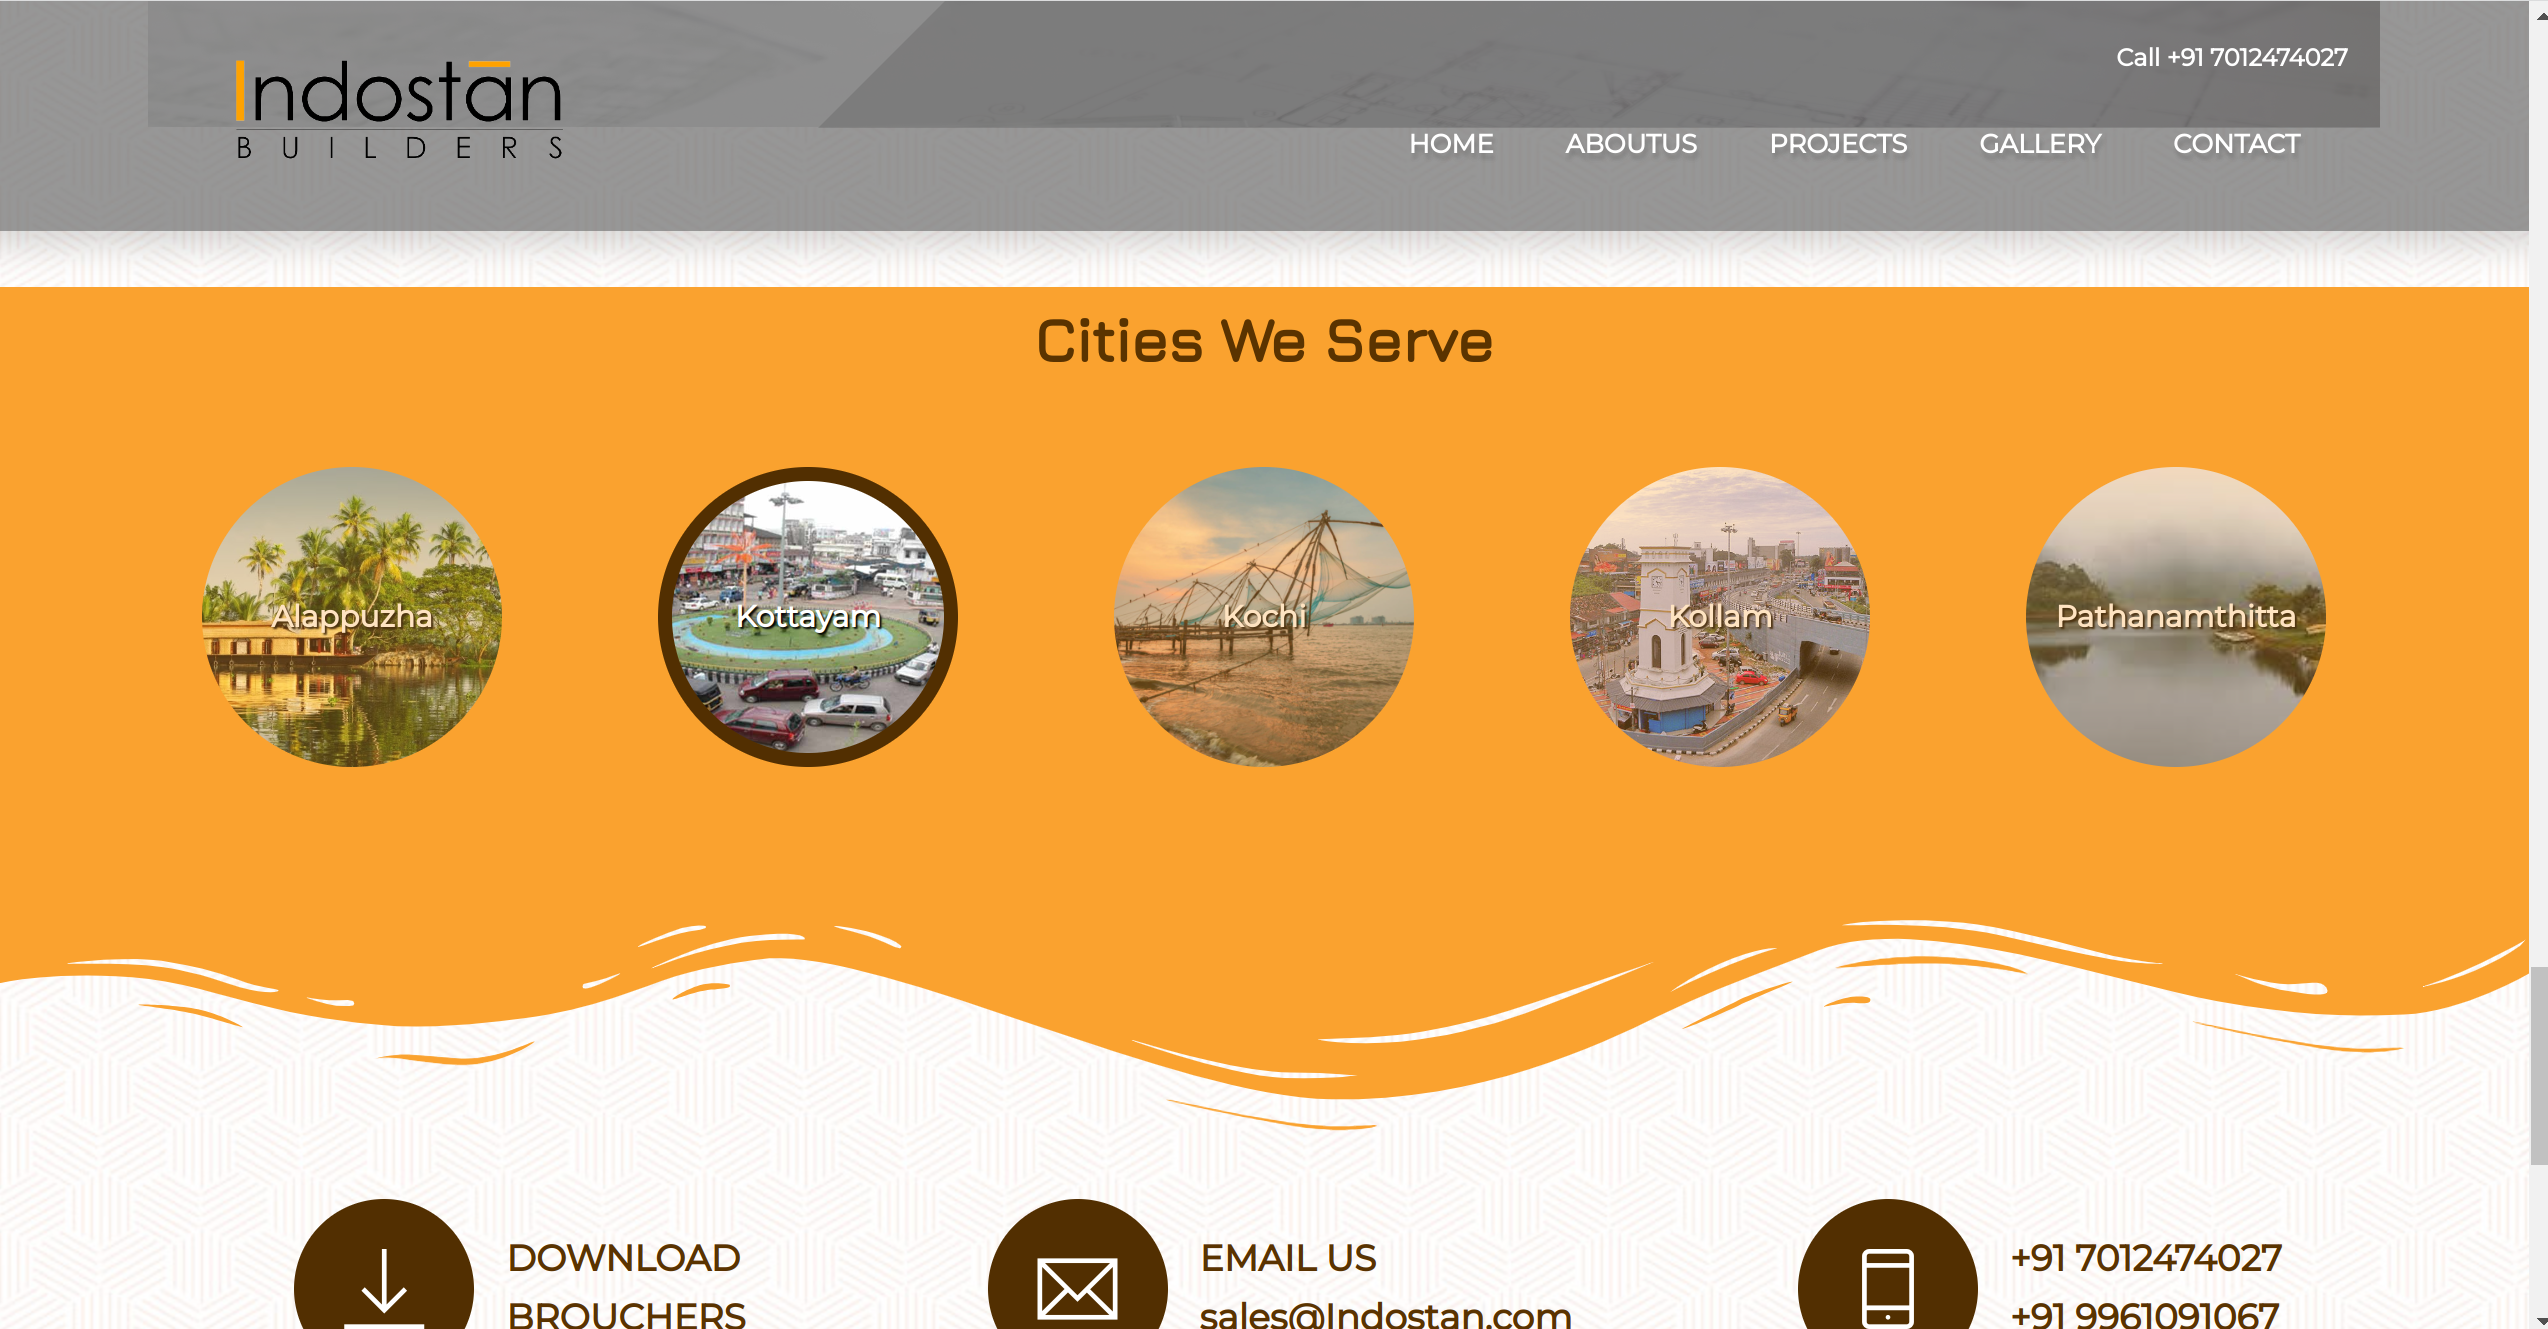 Call +91 7012474027
Indostan
BUILDERS
HOME ABOUTUS PROJECTS GALLERY CONTACT
Cities We Serve
Alappuzha Kottayam Kochi Kollam Pathanamthitta
DOWNLOAD
BROUCHERS
EMAIL US
sales@Indostan.com
+91 7012474027
+91 9961091067